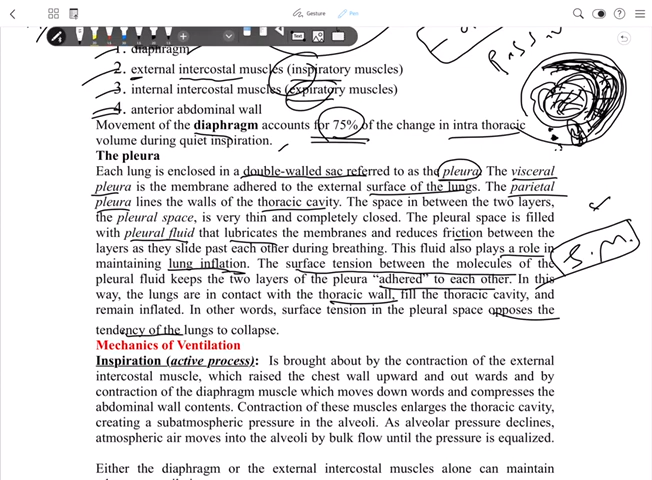 Gesture
Pen
1. diaphragm
2. external intercostal muscles (inspiratory muscles)
3. internal intercostal muscles (expiratory muscles)
4. anterior abdominal wall
Movement of the diaphragm accounts for 75% of the change in intra thoracic
volume during quiet inspiration.
The pleura
Each lung is enclosed in a double-walled sac referred to as the pleura. The visceral
pleura is the membrane adhered to the external surface of the lungs. The parietal
pleura lines the walls of the thoracic cavity. The space in between the two layers,
the pleural space, is very thin and completely closed. The pleural space is filled
with pleural fluid that lubricates the membranes and reduces friction between the
layers as they slide past each other during breathing. This fluid also plays a role in
maintaining lung inflation. The surface tension between the molecules of the
pleural fluid keeps the two layers of the pleura "adhered" to each other. In this
way, the lungs are in contact with the thoracic wall, fill the thoracic cavity, and
remain inflated. In other words, surface tension in the pleural space opposes the
tendency of the lungs to collapse.
S.M.
Mechanics of Ventilation
Inspiration (active process): Is brought about by the contraction of the external
intercostal muscle, which raised the chest wall upward and out wards and by
contraction of the diaphragm muscle which moves down words and compresses the
abdominal wall contents. Contraction of these muscles enlarges the thoracic cavity,
creating a subatmospheric pressure in the alveoli. As alveolar pressure declines,
atmospheric air moves into the alveoli by bulk flow until the pressure is equalized.
Either the diaphragm or the external intercostal muscles alone can maintain